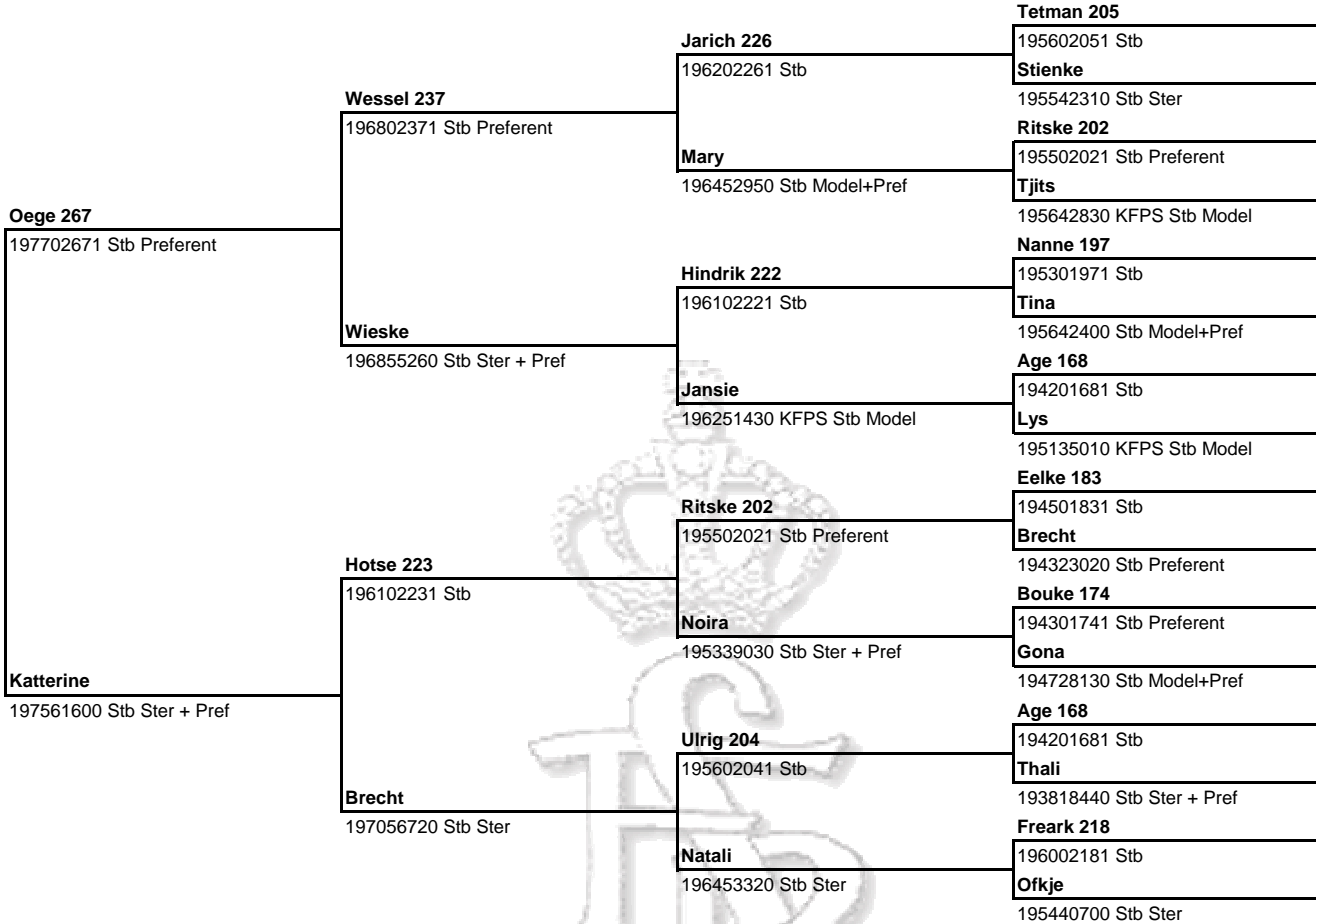 Tetman 205
Jarich 226
195602051 Stb
196202261 Stb
Stienke
Wessel 237
195542310 Stb Ster
196802371 Stb Preferent
Ritske 202
Mary
195502021 Stb Preferent
196452950 Stb Model+Pref
Tjits
Oege 267
195642830 KFPS Stb Model
197702671 Stb Preferent
Nanne 197
Hindrik 222
195301971 Stb
196102221 Stb
Tina
Wieske
195642400 Stb Model+Pref
196855260 Stb Ster + Pref
Age 168
Jansie
194201681 Stb
196251430 KFPS Stb Model
Lys
195135010 KFPS Stb Model
Eelke 183
Ritske 202
194501831 Stb
195502021 Stb Preferent
Brecht
Hotse 223
194323020 Stb Preferent
196102231 Stb
Bouke 174
Noira
194301741 Stb Preferent
195339030 Stb Ster + Pref
Gona
Katterine
194728130 Stb Model+Pref
197561600 Stb Ster + Pref
Age 168
Ulrig 204
194201681 Stb
195602041 Stb
Thali
Brecht
193818440 Stb Ster + Pref
197056720 Stb Ster
Freark 218
Natali
196002181 Stb
196453320 Stb Ster
Ofkje
195440700 Stb Ster